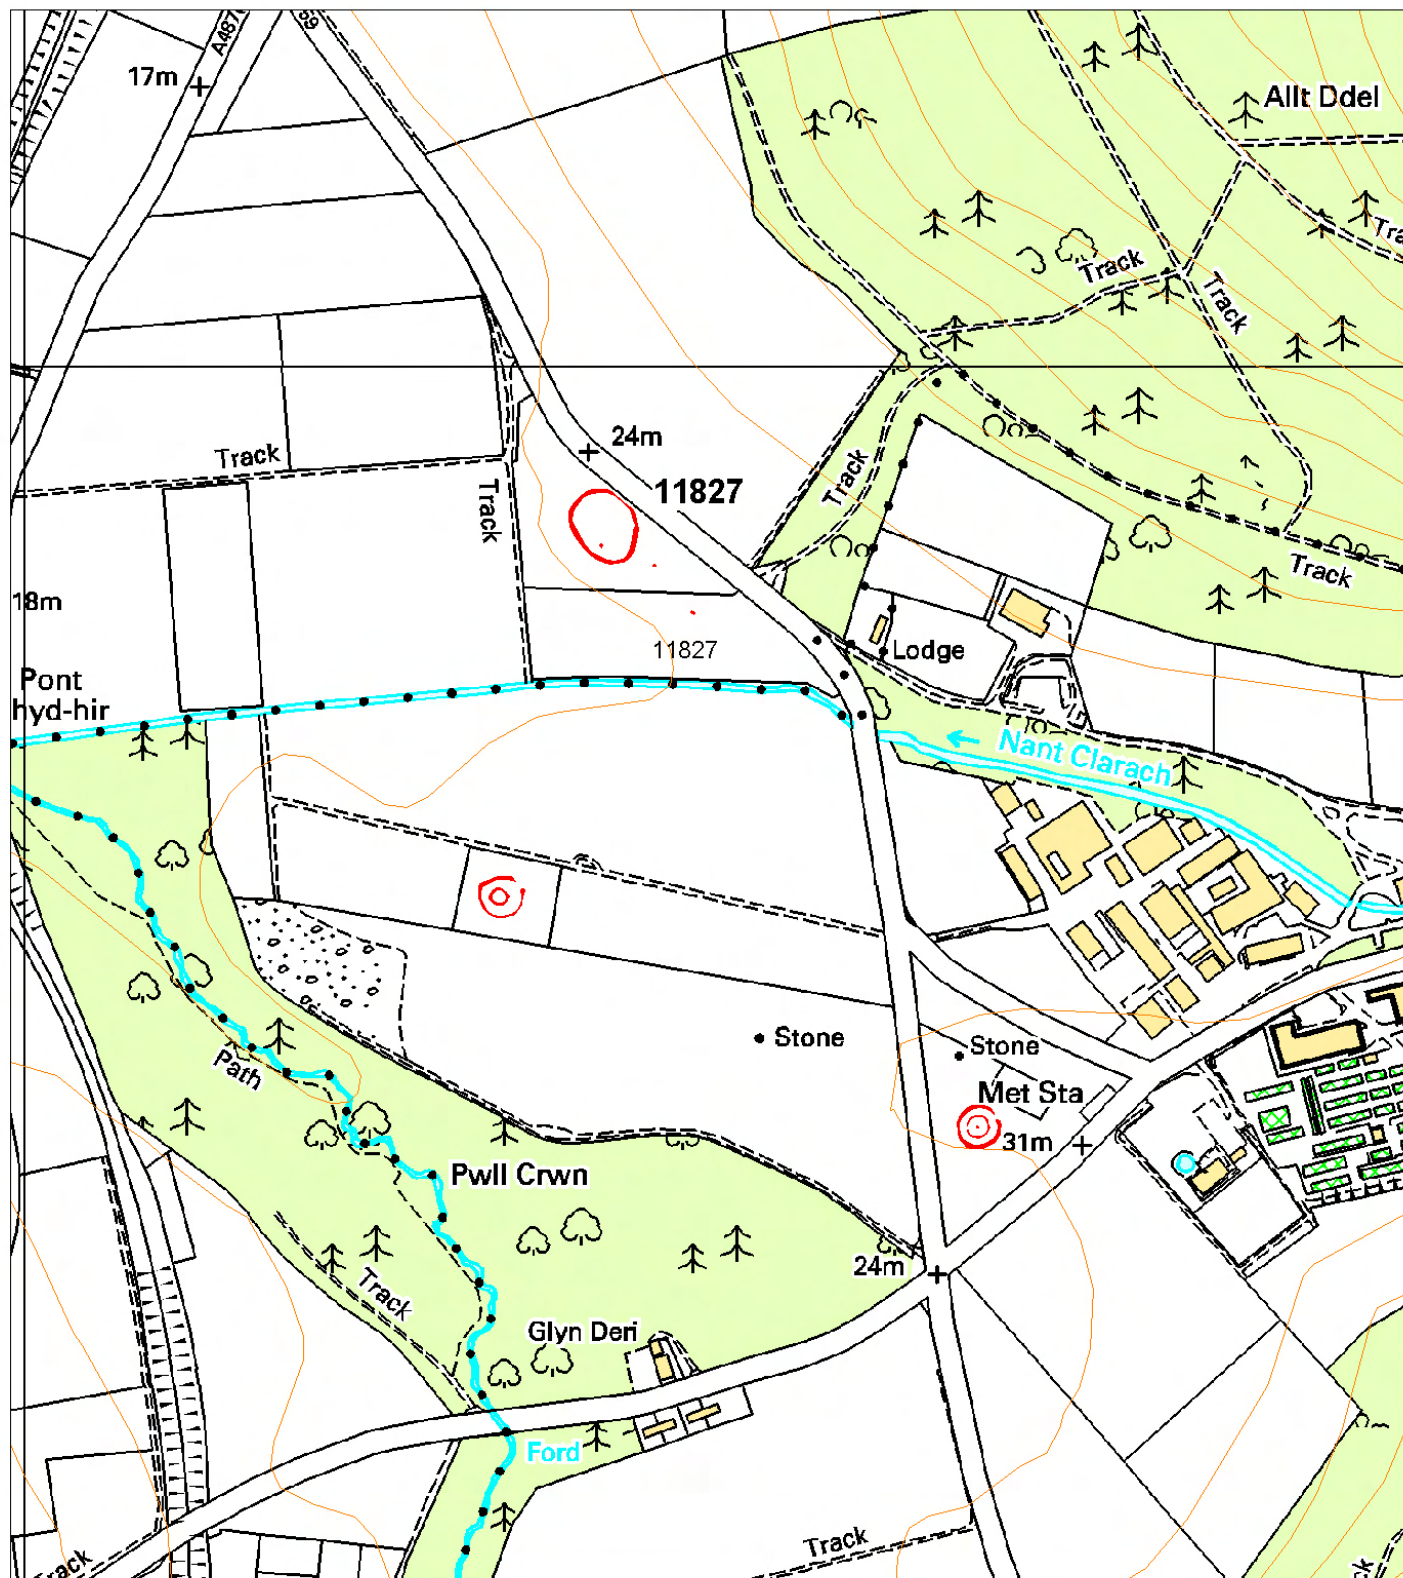 A487
59
17m
Allt Ddel
Track
Track
24m
Track
11827
Track
Track
Track
18m
11827
Lodge
Pont
hyd-hir
Nant Clarach
Stone
Stone
Path
Met Sta
31m
Pwll Crwn
24m
Track
Glyn Deri
Ford
Track